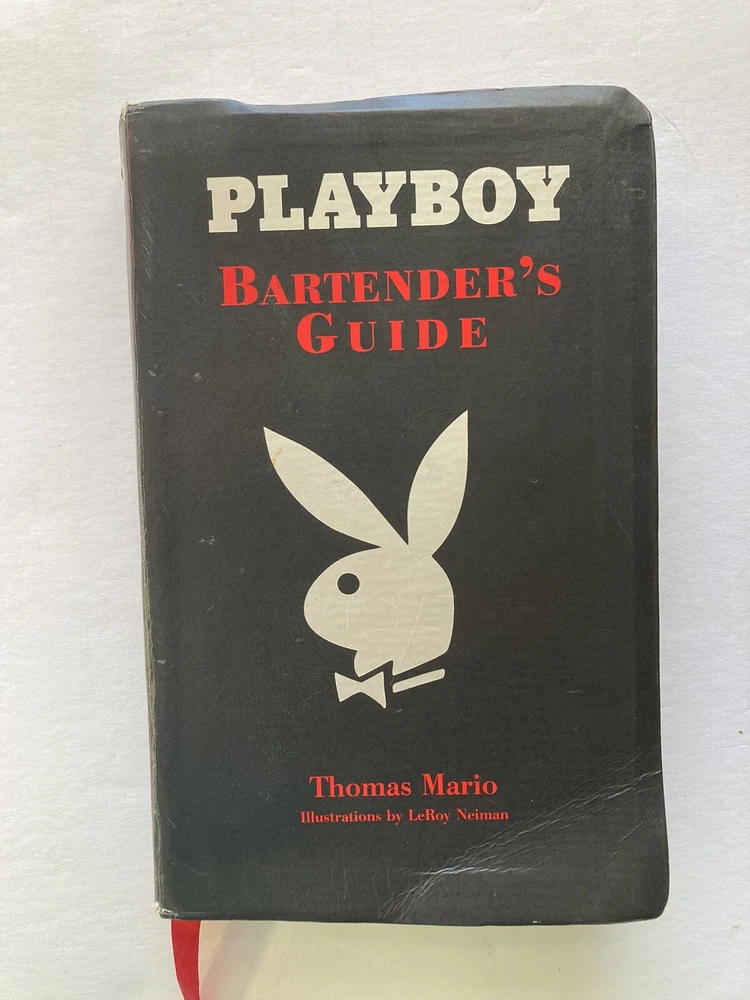 PLAYBOY
BARTENDER'S
GUIDE
Thomas Mario
Illustrations by LeRoy Neiman